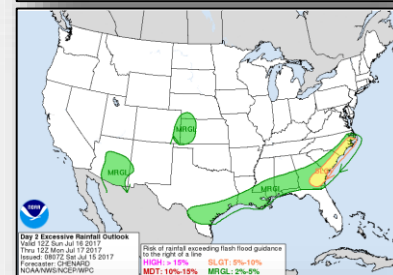 MRGL
MRGL
MRGL
SLGT
NOAA
Day 2 Excessive Rainfall Outlook
Valid 12Z Sun Jul 16 2017
Thru 12Z Mon Jul 17 2017
Issued: 0807Z Sat Jul 15 2017
Forecaster: CHENARD
NOAA/NWS/NCEP/WPC
Risk of rainfall exceeding flash flood guidance
to the right of a line
HIGH: > 15% SLGT: 5%-10%
MDT: 10%-15% MRGL: 2%-5%